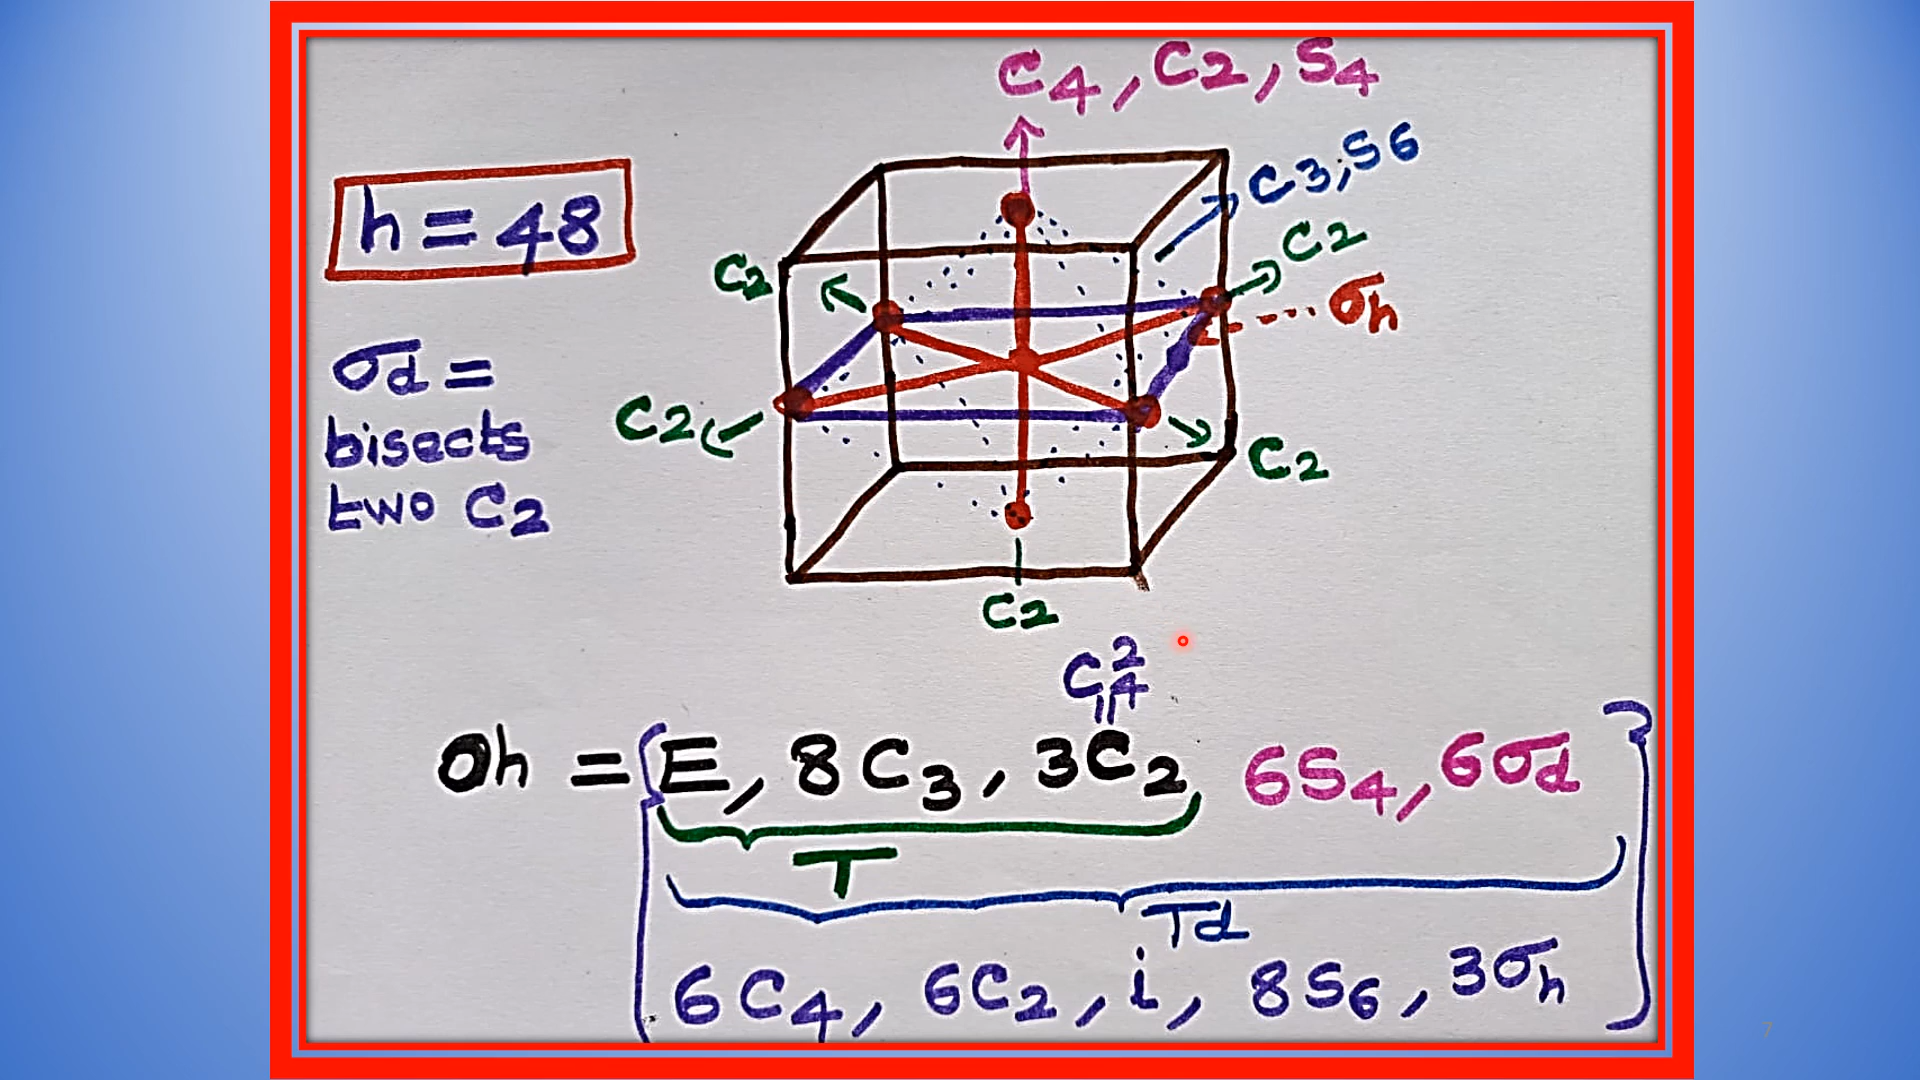 C4, C2, S4
C3, S6
h = 48
C2
C2
σh
σd =
bisects
two C2
C2
C2
C2
C4²
Oh = {E, 8C3, 3C2, 6S4, 6σd
T
Td
6C4, 6C2, i, 8S6, 3σh}
7